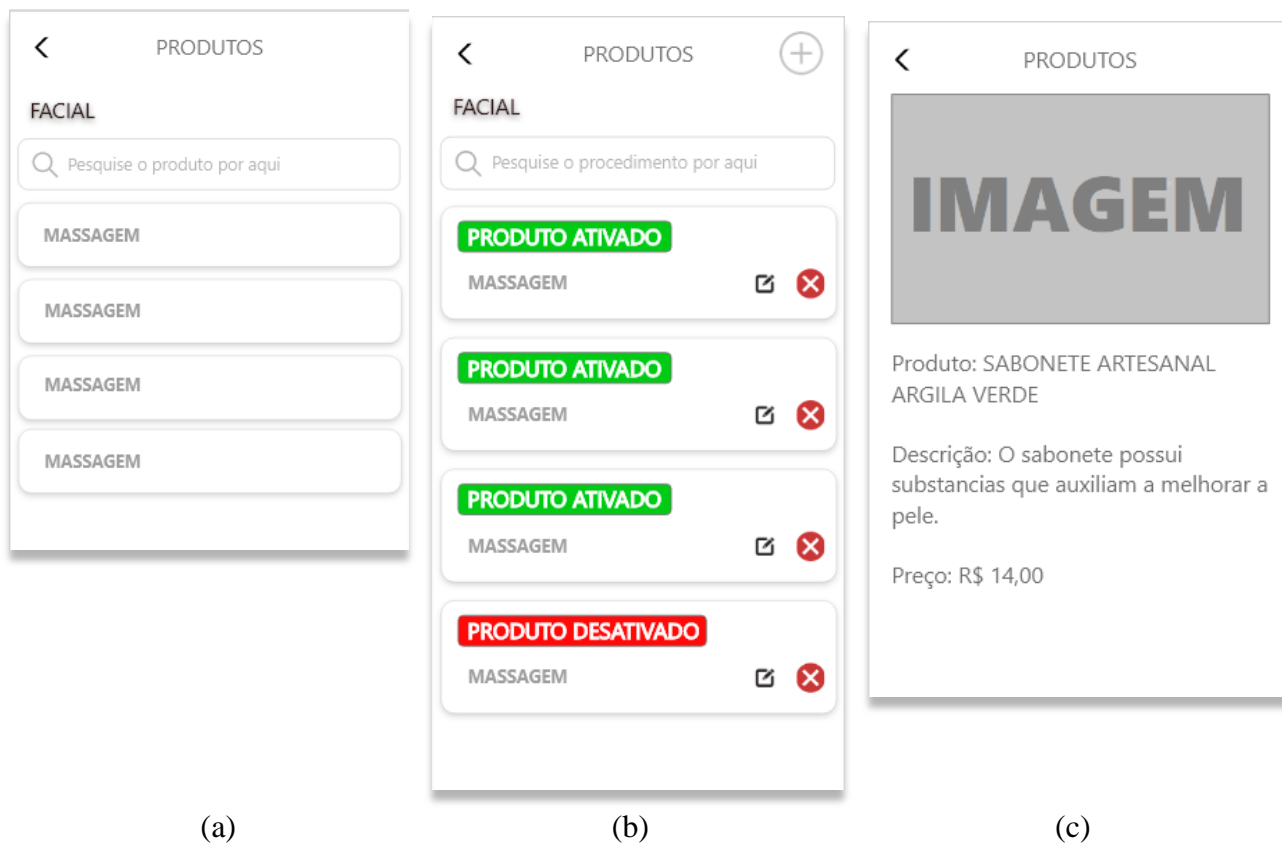 PRODUTOS
FACIAL
Pesquise o produto por aqui
MASSAGEM
MASSAGEM
MASSAGEM
MASSAGEM
(a)
PRODUTOS
FACIAL
Pesquise o procedimento por aqui
PRODUTO ATIVADO
MASSAGEM
PRODUTO ATIVADO
MASSAGEM
PRODUTO ATIVADO
MASSAGEM
PRODUTO DESATIVADO
MASSAGEM
(b)
PRODUTOS
IMAGEM
Produto: SABONETE ARTESANAL
ARGILA VERDE
Descrição: O sabonete possui
substancias que auxiliam a melhorar a
pele.
Preço: R$ 14,00
(c)